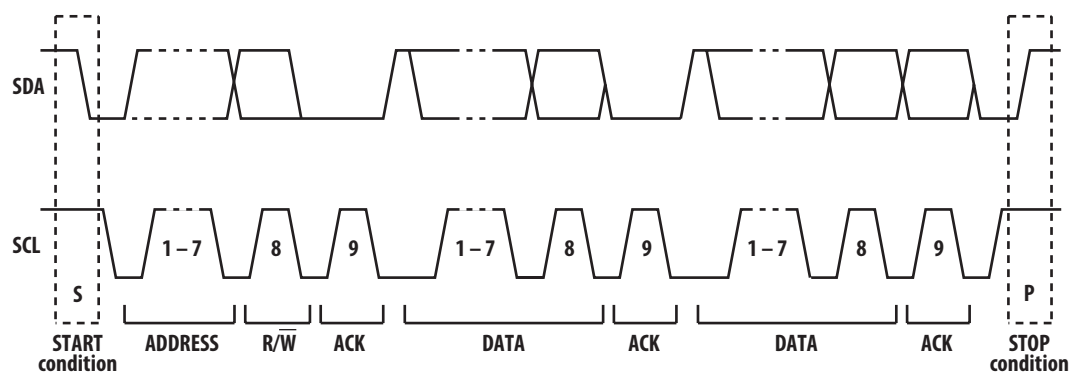 SDA
SCL
1 – 7 8 9 1 – 7 8 9 1 – 7 8 9
S P
START condition ADDRESS R/W̅ ACK DATA ACK DATA ACK STOP condition